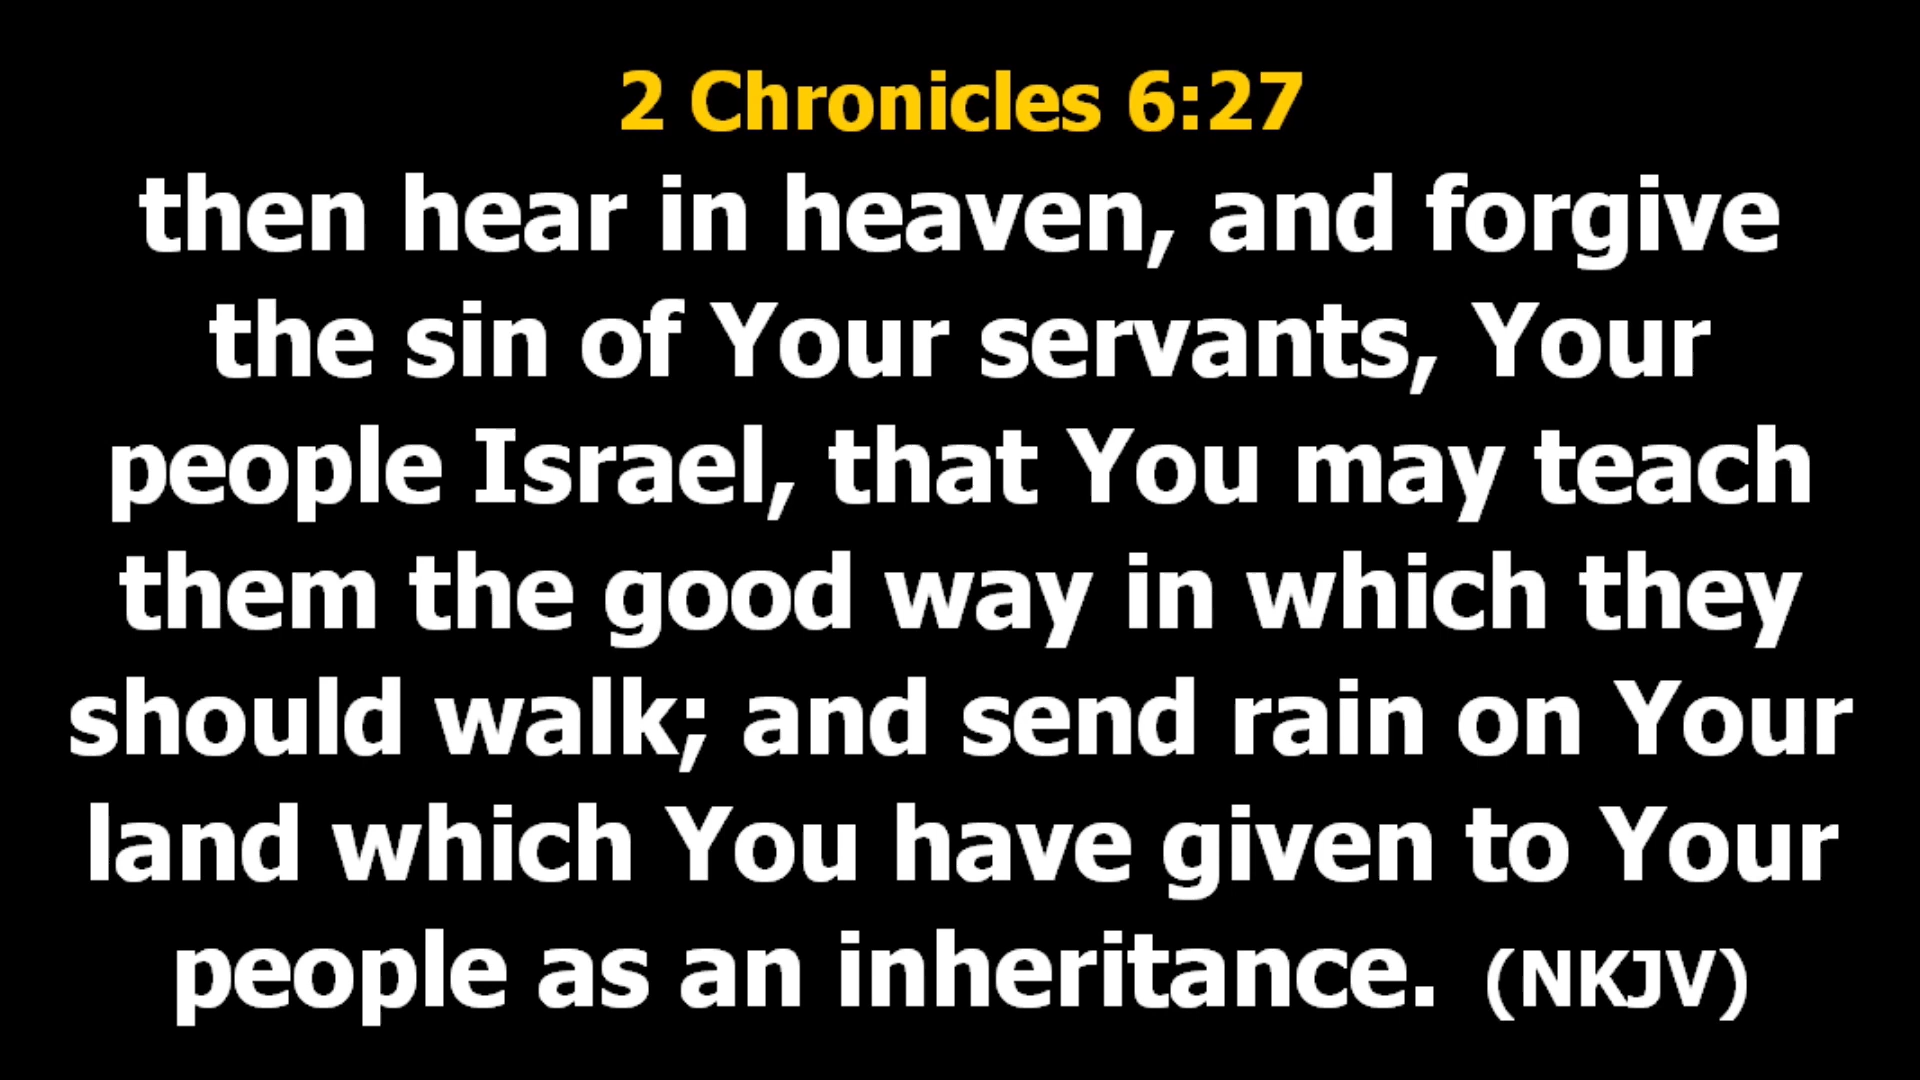 2 Chronicles 6:27
then hear in heaven, and forgive
the sin of Your servants, Your
people Israel, that You may teach
them the good way in which they
should walk; and send rain on Your
land which You have given to Your
people as an inheritance. (NKJV)